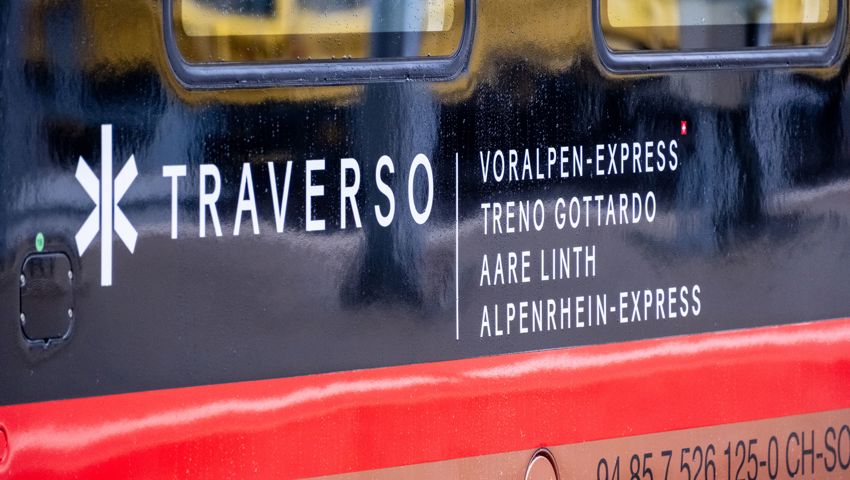 TRAVERSO
VORALPEN-EXPRESS
TRENO GOTTARDO
AARE LINTH
ALPENRHEIN-EXPRESS
94 85 7 526 125-0 CH-SO